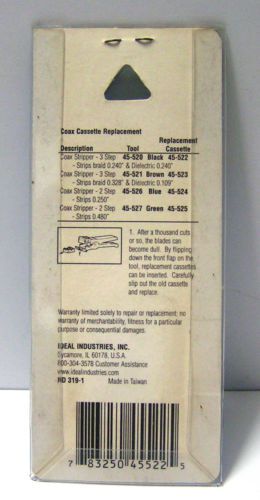 Coax Cassette Replacement
Replacement
Description Tool Cassette
Coax Stripper - 3 Step 45-520 Black 45-522
- Strips braid 0.240" & Dielectric 0.240"
Coax Stripper - 3 Step 45-521 Brown 45-523
- Strips braid 0.328" & Dielectric 0.109"
Coax Stripper - 2 Step 45-526 Blue 45-524
- Strips 0.250"
Coax Stripper - 2 Step 45-527 Green 45-525
- Strips 0.480"
1. After a thousand cuts
or so, the blades can
become dull. By flipping
down the front flap on the
tool, replacement cassettes
can be inserted. Carefully
slip out the old cassette
and replace.
Warranty limited solely to repair or replacement; no
warranty of merchantability, fitness for a particular
purpose or consequential damages.
IDEAL INDUSTRIES, INC.
Sycamore, IL 60178, U.S.A.
800-304-3578 Customer Assistance
www.idealindustries.com
HD 319-1 Made in Taiwan
7 83250 45522 5